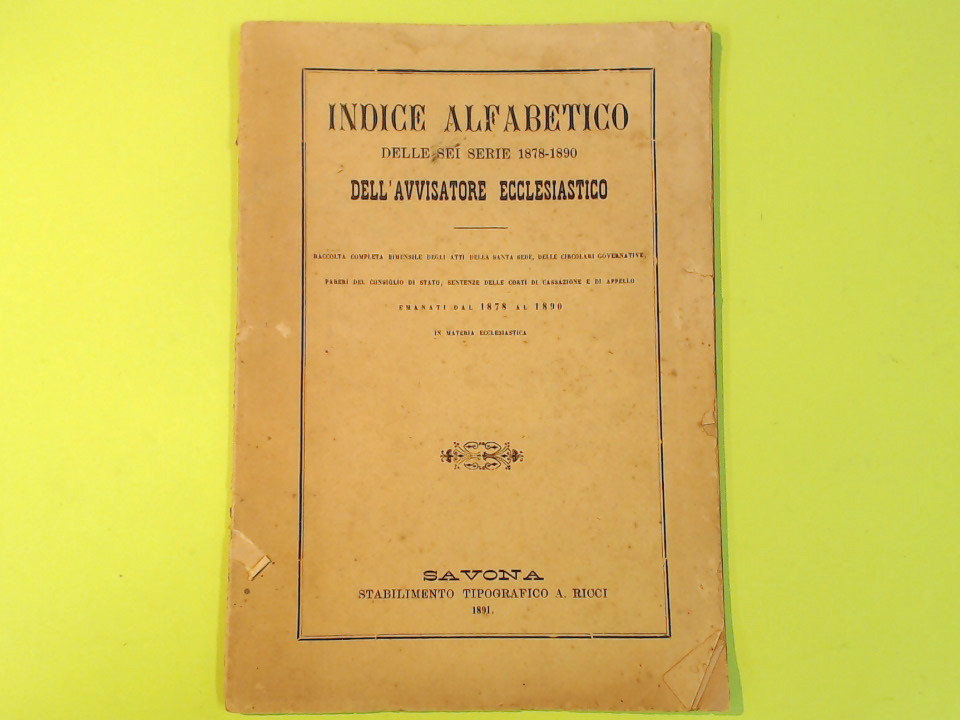 INDICE ALFABETICO
DELLE SEI SERIE 1878-1890
DELL'AVVISATORE ECCLESIASTICO
RACCOLTA COMPLETA BIMENSILE DEGLI ATTI DELLA SANTA SEDE, DELLE CIRCOLARI GOVERNATIVE,
PARERI DEL CONSIGLIO DI STATO, SENTENZE DELLE CORTI DI CASSAZIONE E DI APPELLO
EMANATI DAL 1878 AL 1890
IN MATERIA ECCLESIASTICA
SAVONA
STABILIMENTO TIPOGRAFICO A. RICCI
1891.